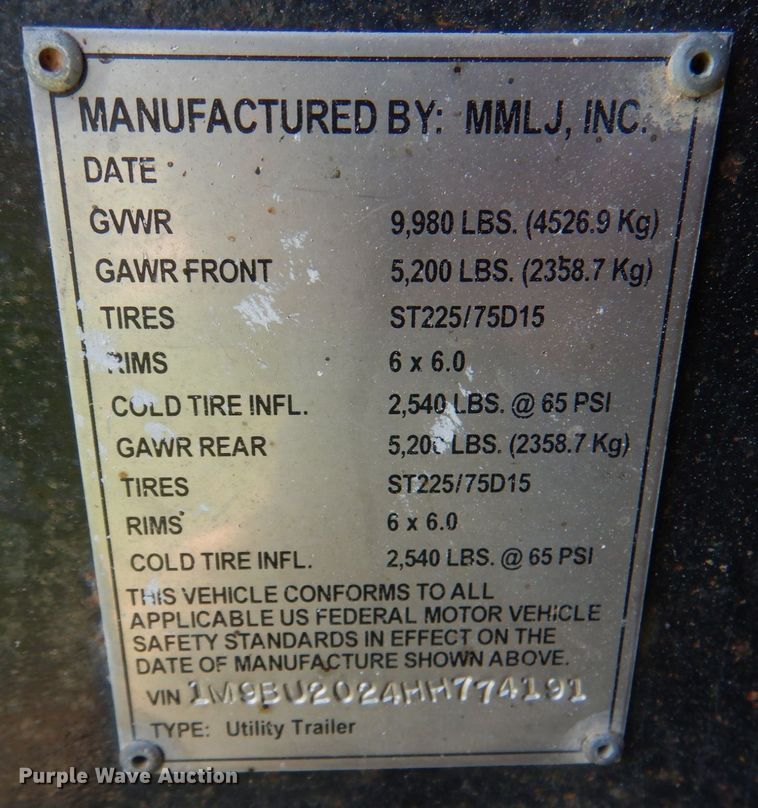 MANUFACTURED BY: MMLJ, INC.
DATE
GVWR 9,980 LBS. (4526.9 Kg)
GAWR FRONT 5,200 LBS. (2358.7 Kg)
TIRES ST225/75D15
RIMS 6 x 6.0
COLD TIRE INFL. 2,540 LBS. @ 65 PSI
GAWR REAR 5,200 LBS. (2358.7 Kg)
TIRES ST225/75D15
RIMS 6 x 6.0
COLD TIRE INFL. 2,540 LBS. @ 65 PSI
THIS VEHICLE CONFORMS TO ALL
APPLICABLE US FEDERAL MOTOR VEHICLE
SAFETY STANDARDS IN EFFECT ON THE
DATE OF MANUFACTURE SHOWN ABOVE.
VIN 1M9BU2024HH774191
TYPE: Utility Trailer
Purple Wave Auction